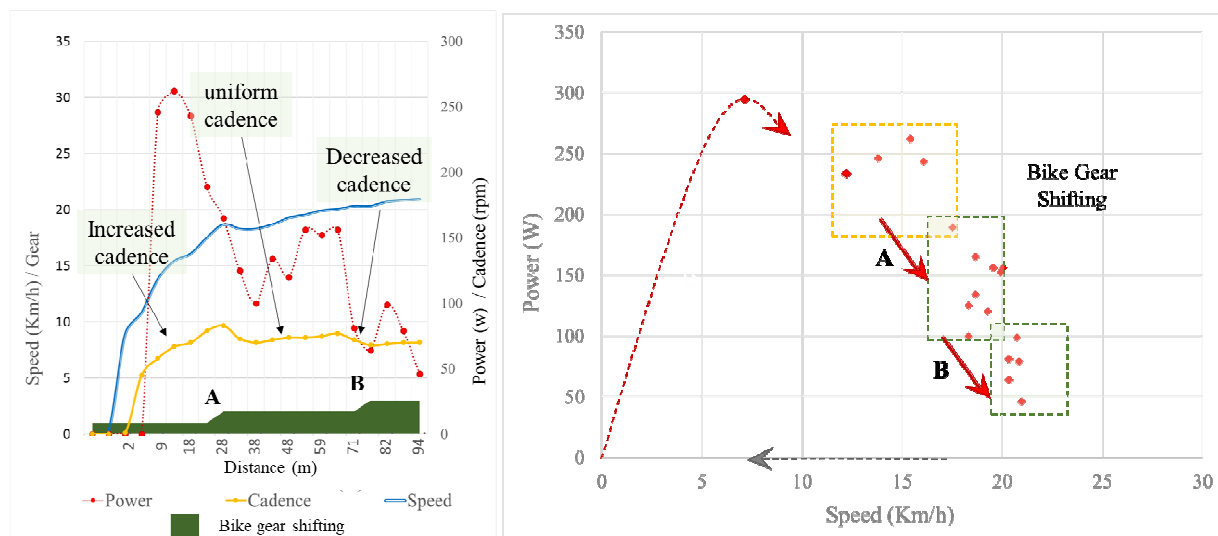 35
30
25
20
15
10
5
0
300
250
200
150
100
50
0
Speed (Km/h) / Gear
Power (w) / Cadence (rpm)
uniform
cadence
Decreased
cadence
Increased
cadence
A
B
2
9
18
28
38
48
59
71
82
94
Distance (m)
Power
Cadence
Speed
Bike gear shifting
350
300
250
200
150
100
50
0
Power (W)
Bike Gear
Shifting
A
B
0
5
10
15
20
25
30
Speed (Km/h)